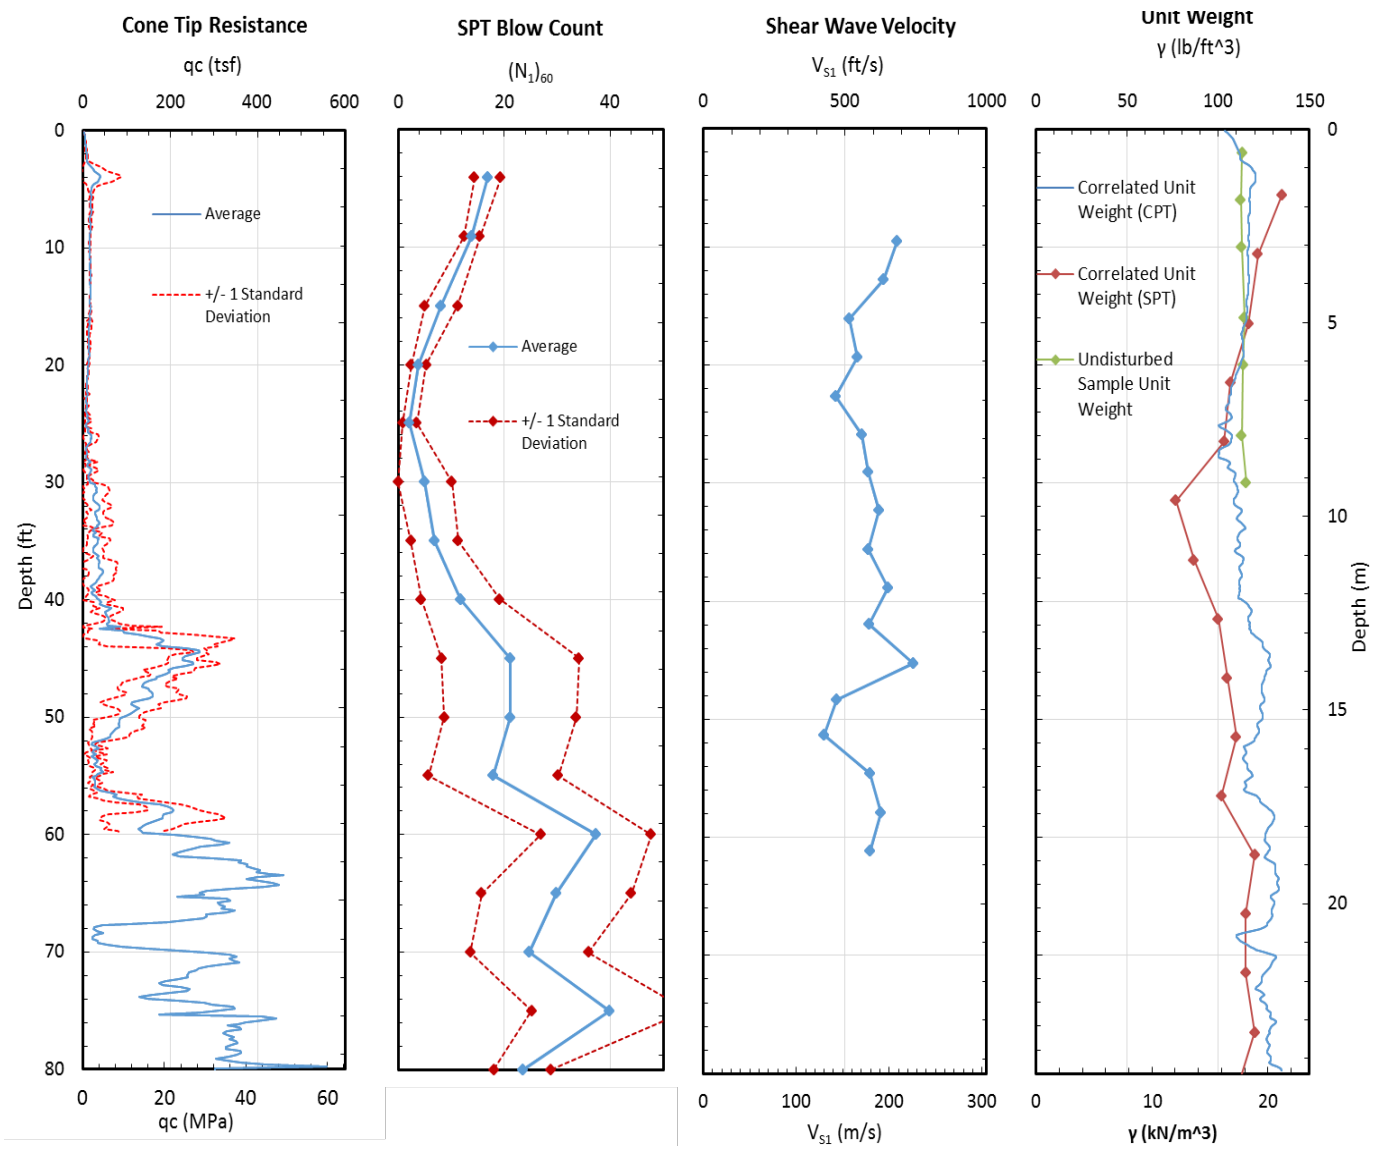 Cone Tip Resistance
qc (tsf)
0 200 400 600
SPT Blow Count
(N1)60
0 20 40
Shear Wave Velocity
VS1 (ft/s)
0 500 1000
Unit Weight
γ (lb/ft^3)
0 50 100 150
Depth (ft)
0
10
20
30
40
50
60
70
80
Average
+/- 1 Standard
Deviation
Average
+/- 1 Standard
Deviation
Correlated Unit
Weight (CPT)
Correlated Unit
Weight (SPT)
Undisturbed
Sample Unit
Weight
0
5
10
15
20
Depth (m)
0 20 40 60
qc (MPa)
0 100 200 300
VS1 (m/s)
0 10 20
γ (kN/m^3)